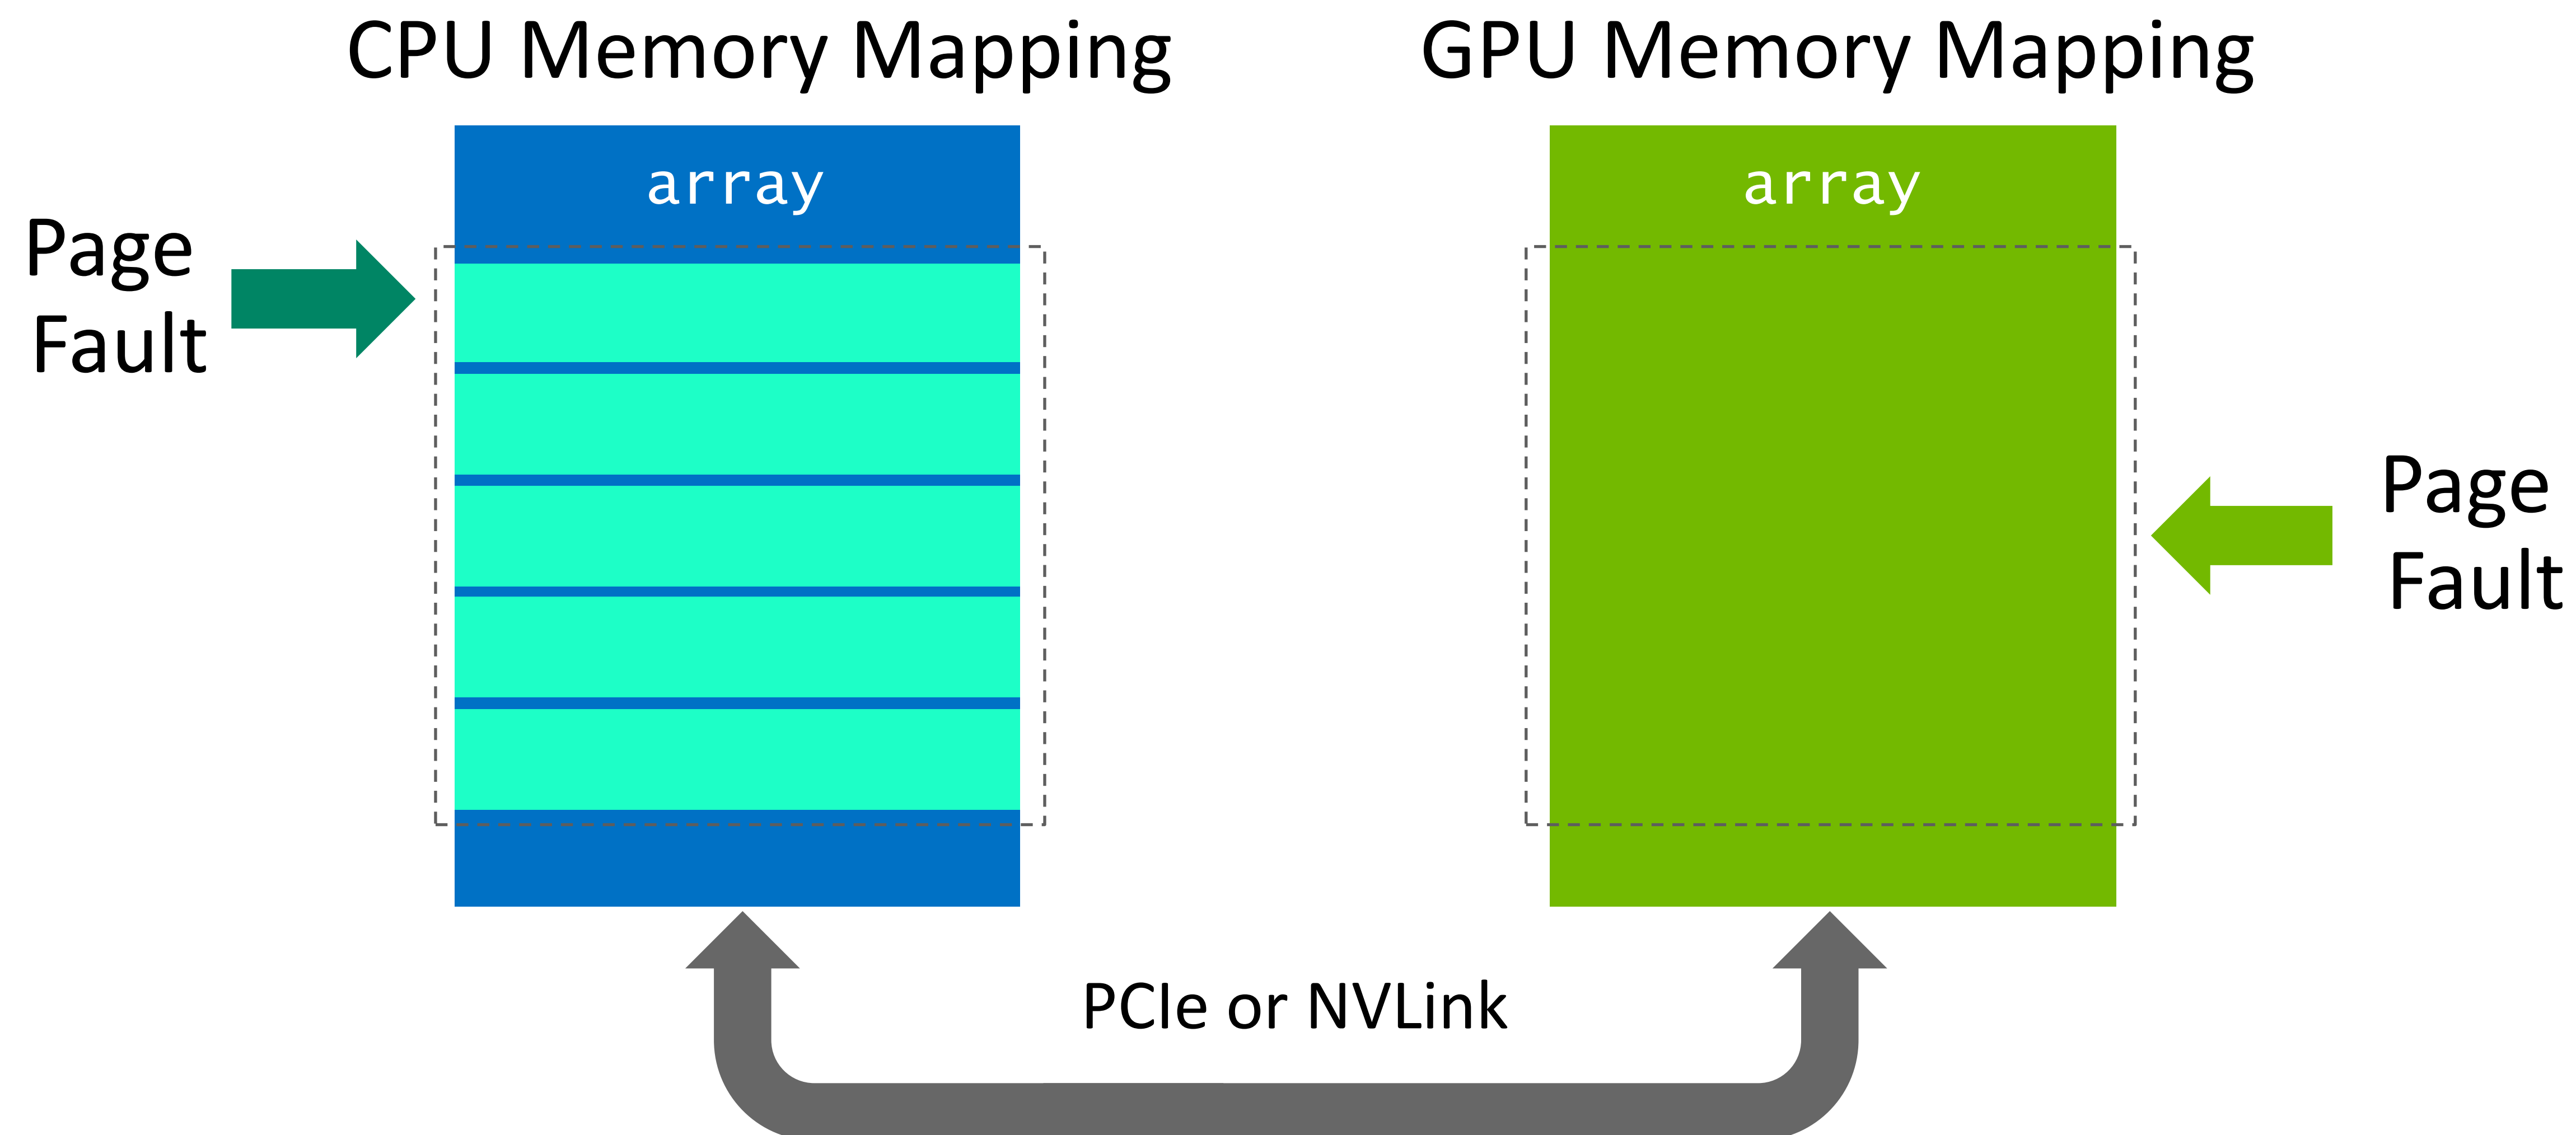 CPU Memory Mapping
GPU Memory Mapping
array
array
Page
Fault
Page
Fault
PCIe or NVLink